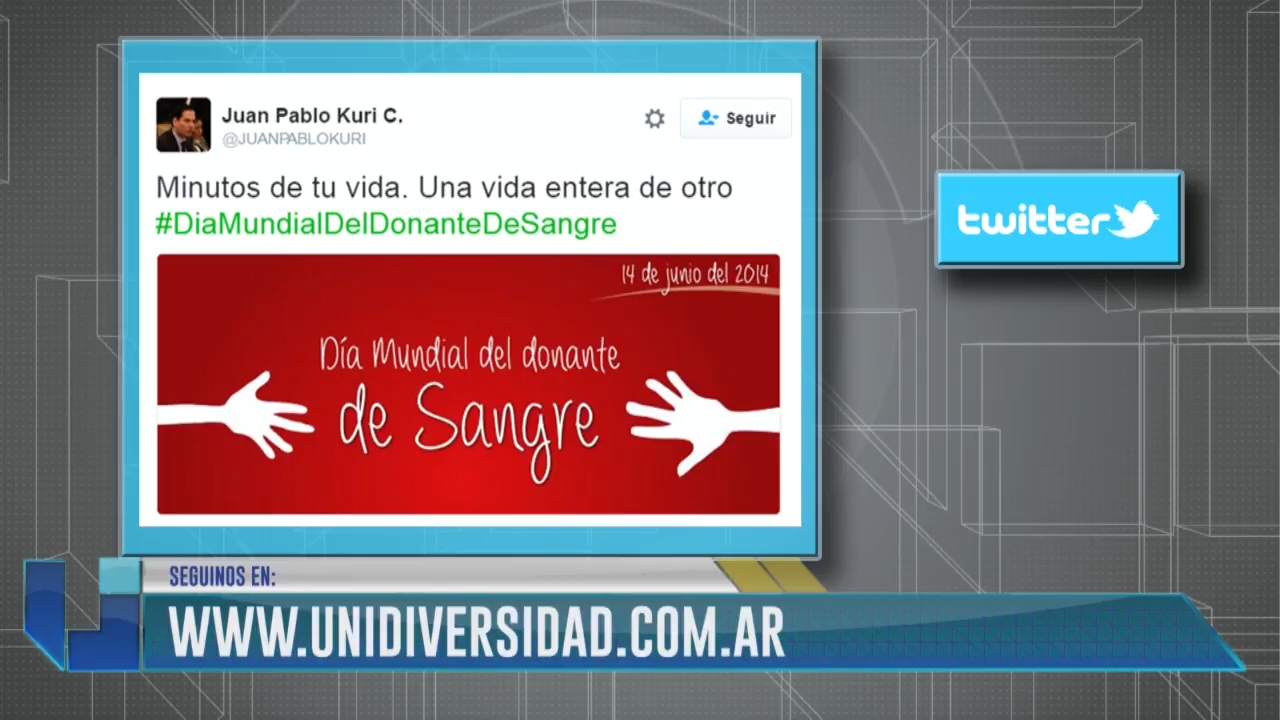 Juan Pablo Kuri C.
@JUANPABLOKURI
Seguir
Minutos de tu vida. Una vida entera de otro
#DiaMundialDelDonanteDeSangre
14 de junio del 2014
Día Mundial del donante
de Sangre
twitter
SEGUINOS EN:
WWW.UNIDIVERSIDAD.COM.AR